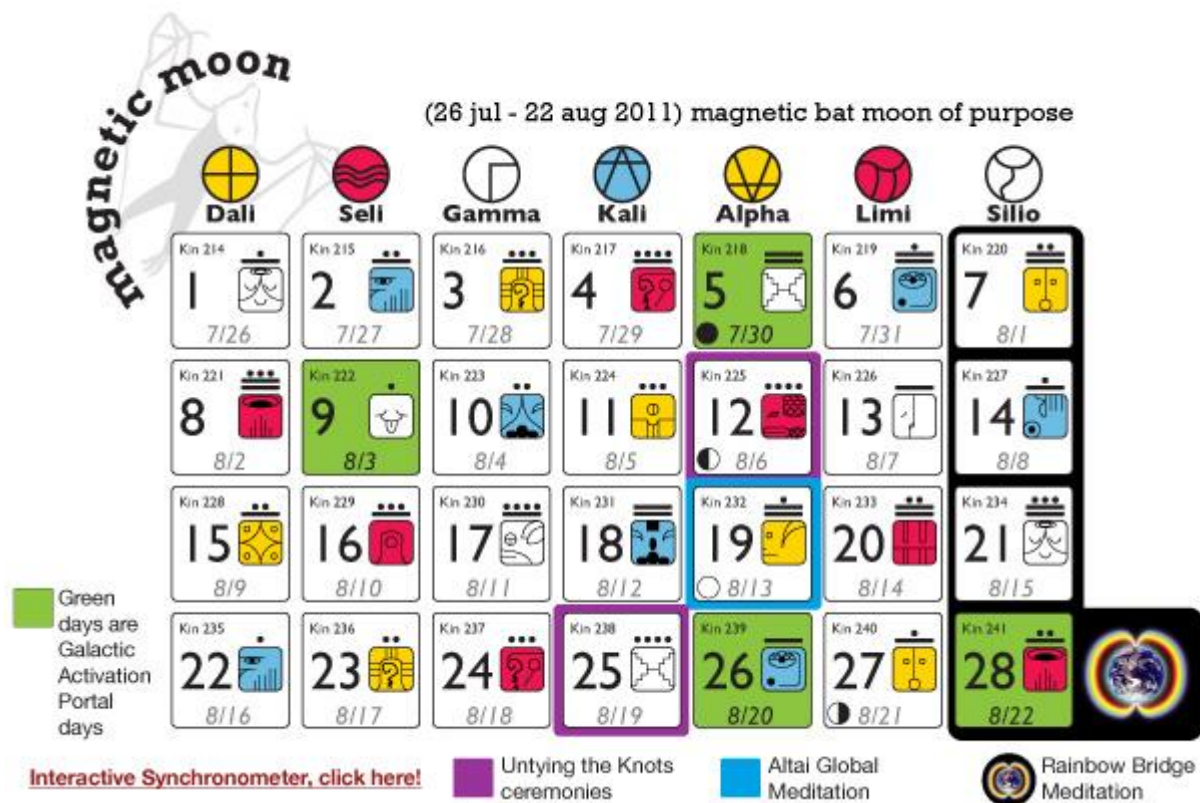 magnetic moon
(26 jul - 22 aug 2011) magnetic bat moon of purpose
Dali Seli Gamma Kali Alpha Limi Silio
Kin 214 Kin 215 Kin 216 Kin 217 Kin 218 Kin 219 Kin 220
1 2 3 4 5 6 7
7/26 7/27 7/28 7/29 7/30 7/31 8/1
Kin 221 Kin 222 Kin 223 Kin 224 Kin 225 Kin 226 Kin 227
8 9 10 11 12 13 14
8/2 8/3 8/4 8/5 8/6 8/7 8/8
Kin 228 Kin 229 Kin 230 Kin 231 Kin 232 Kin 233 Kin 234
15 16 17 18 19 20 21
8/9 8/10 8/11 8/12 8/13 8/14 8/15
Kin 235 Kin 236 Kin 237 Kin 238 Kin 239 Kin 240 Kin 241
22 23 24 25 26 27 28
8/16 8/17 8/18 8/19 8/20 8/21 8/22
Green
days are
Galactic
Activation
Portal
days
Interactive Synchronometer, click here!
Untying the Knots
ceremonies
Altai Global
Meditation
Rainbow Bridge
Meditation